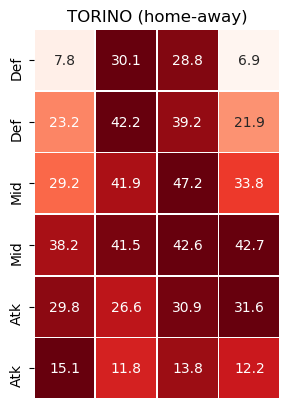 TORINO (home-away)
Def 7.8 30.1 28.8 6.9
Def 23.2 42.2 39.2 21.9
Mid 29.2 41.9 47.2 33.8
Mid 38.2 41.5 42.6 42.7
Atk 29.8 26.6 30.9 31.6
Atk 15.1 11.8 13.8 12.2